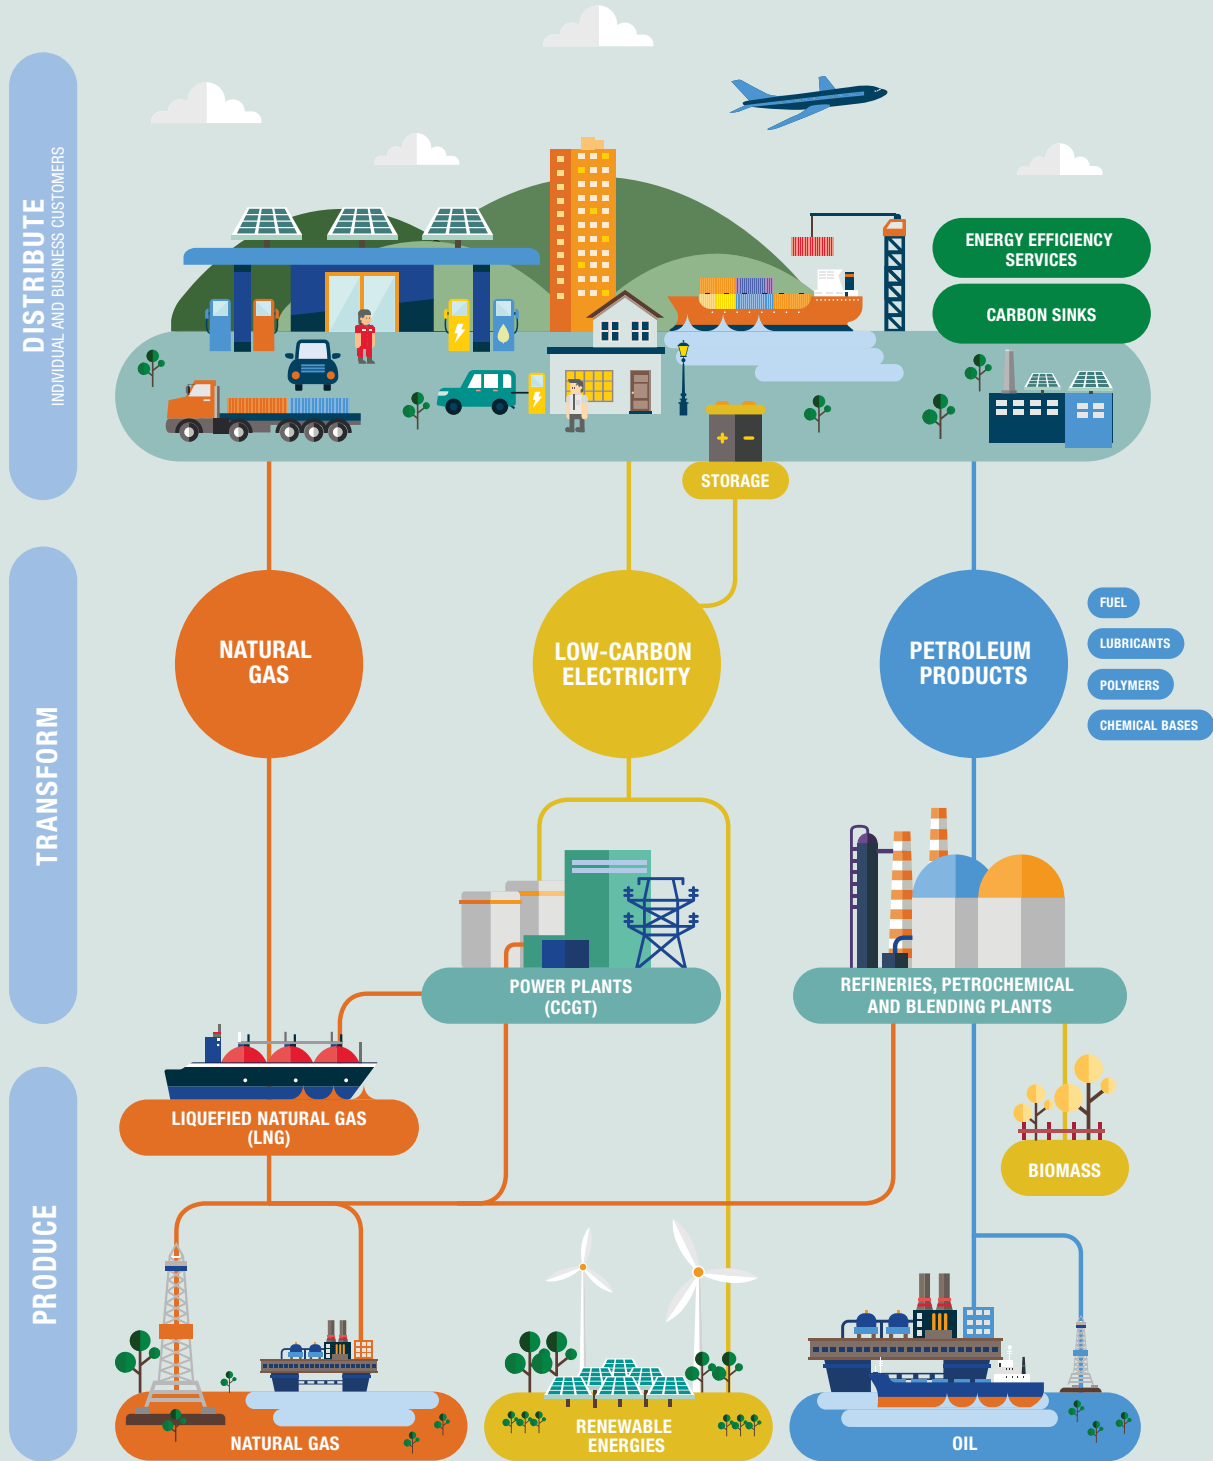 DISTRIBUTE
INDIVIDUAL AND BUSINESS CUSTOMERS
ENERGY EFFICIENCY
SERVICES
CARBON SINKS
STORAGE
TRANSFORM
NATURAL
GAS
LOW-CARBON
ELECTRICITY
PETROLEUM
PRODUCTS
FUEL
LUBRICANTS
POLYMERS
CHEMICAL BASES
POWER PLANTS
(CCGT)
REFINERIES, PETROCHEMICAL
AND BLENDING PLANTS
PRODUCE
LIQUEFIED NATURAL GAS
(LNG)
BIOMASS
NATURAL GAS
RENEWABLE
ENERGIES
OIL